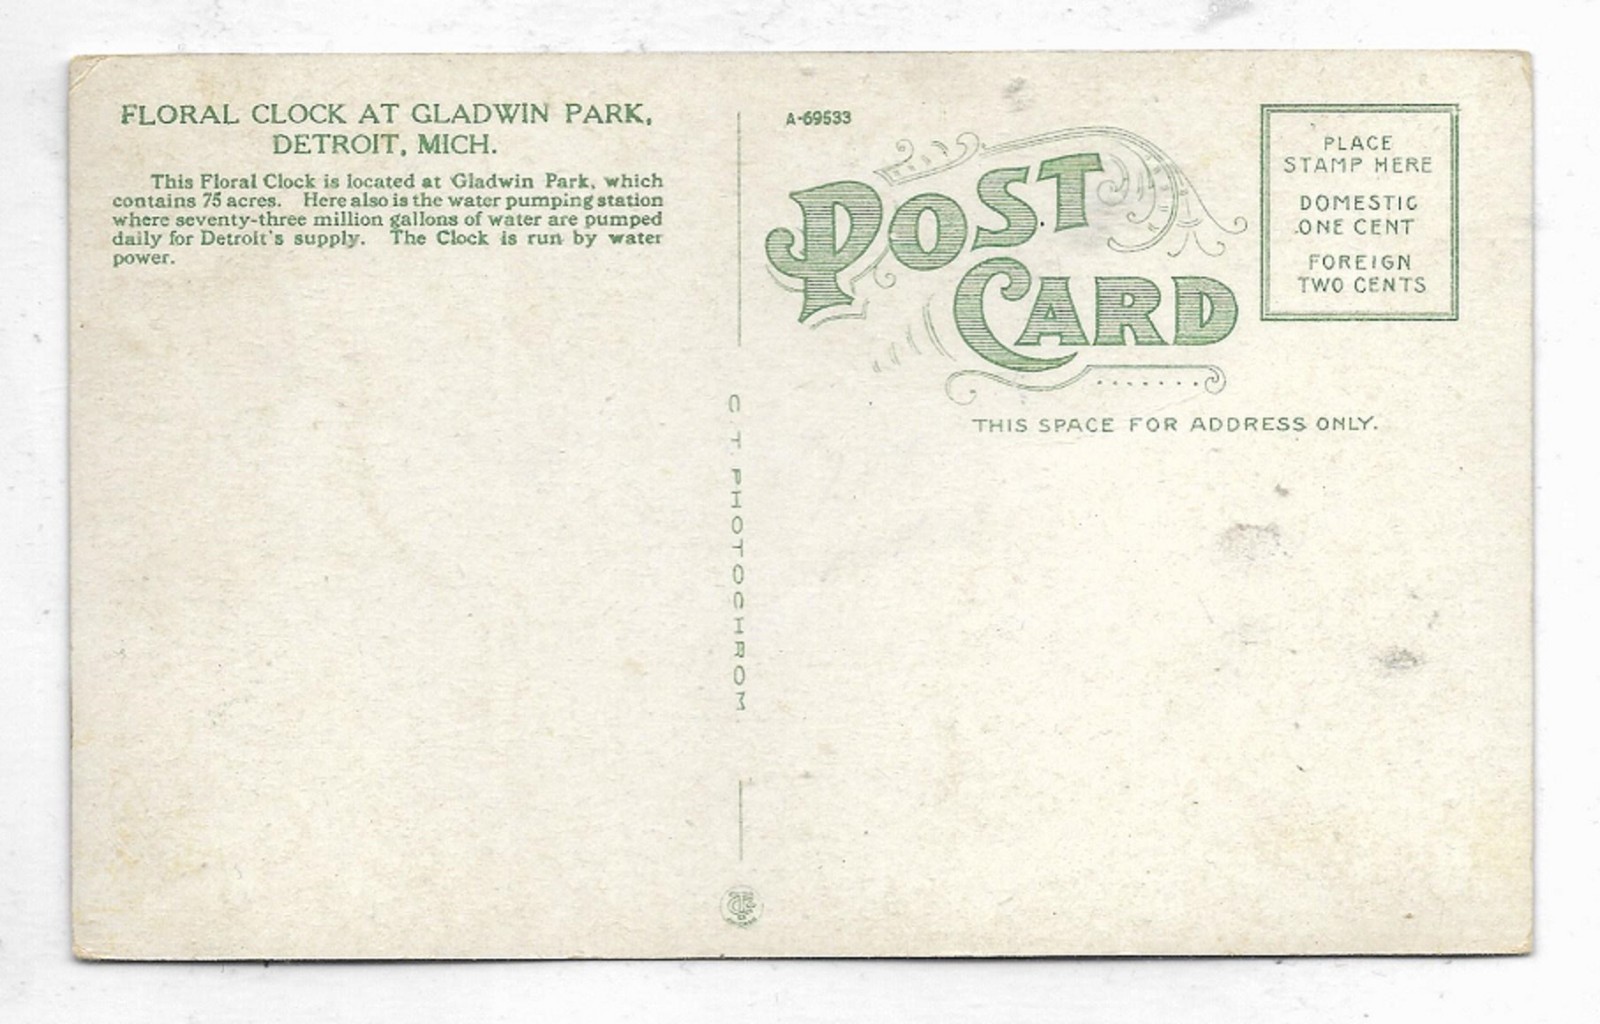 FLORAL CLOCK AT GLADWIN PARK,
DETROIT, MICH.
This Floral Clock is located at Gladwin Park, which
contains 75 acres. Here also is the water pumping station
where seventy-three million gallons of water are pumped
daily for Detroit's supply. The Clock is run by water
power.
C T PHOTOCHROM
A-69533
POST
CARD
PLACE
STAMP HERE
DOMESTIC
ONE CENT
FOREIGN
TWO CENTS
THIS SPACE FOR ADDRESS ONLY.